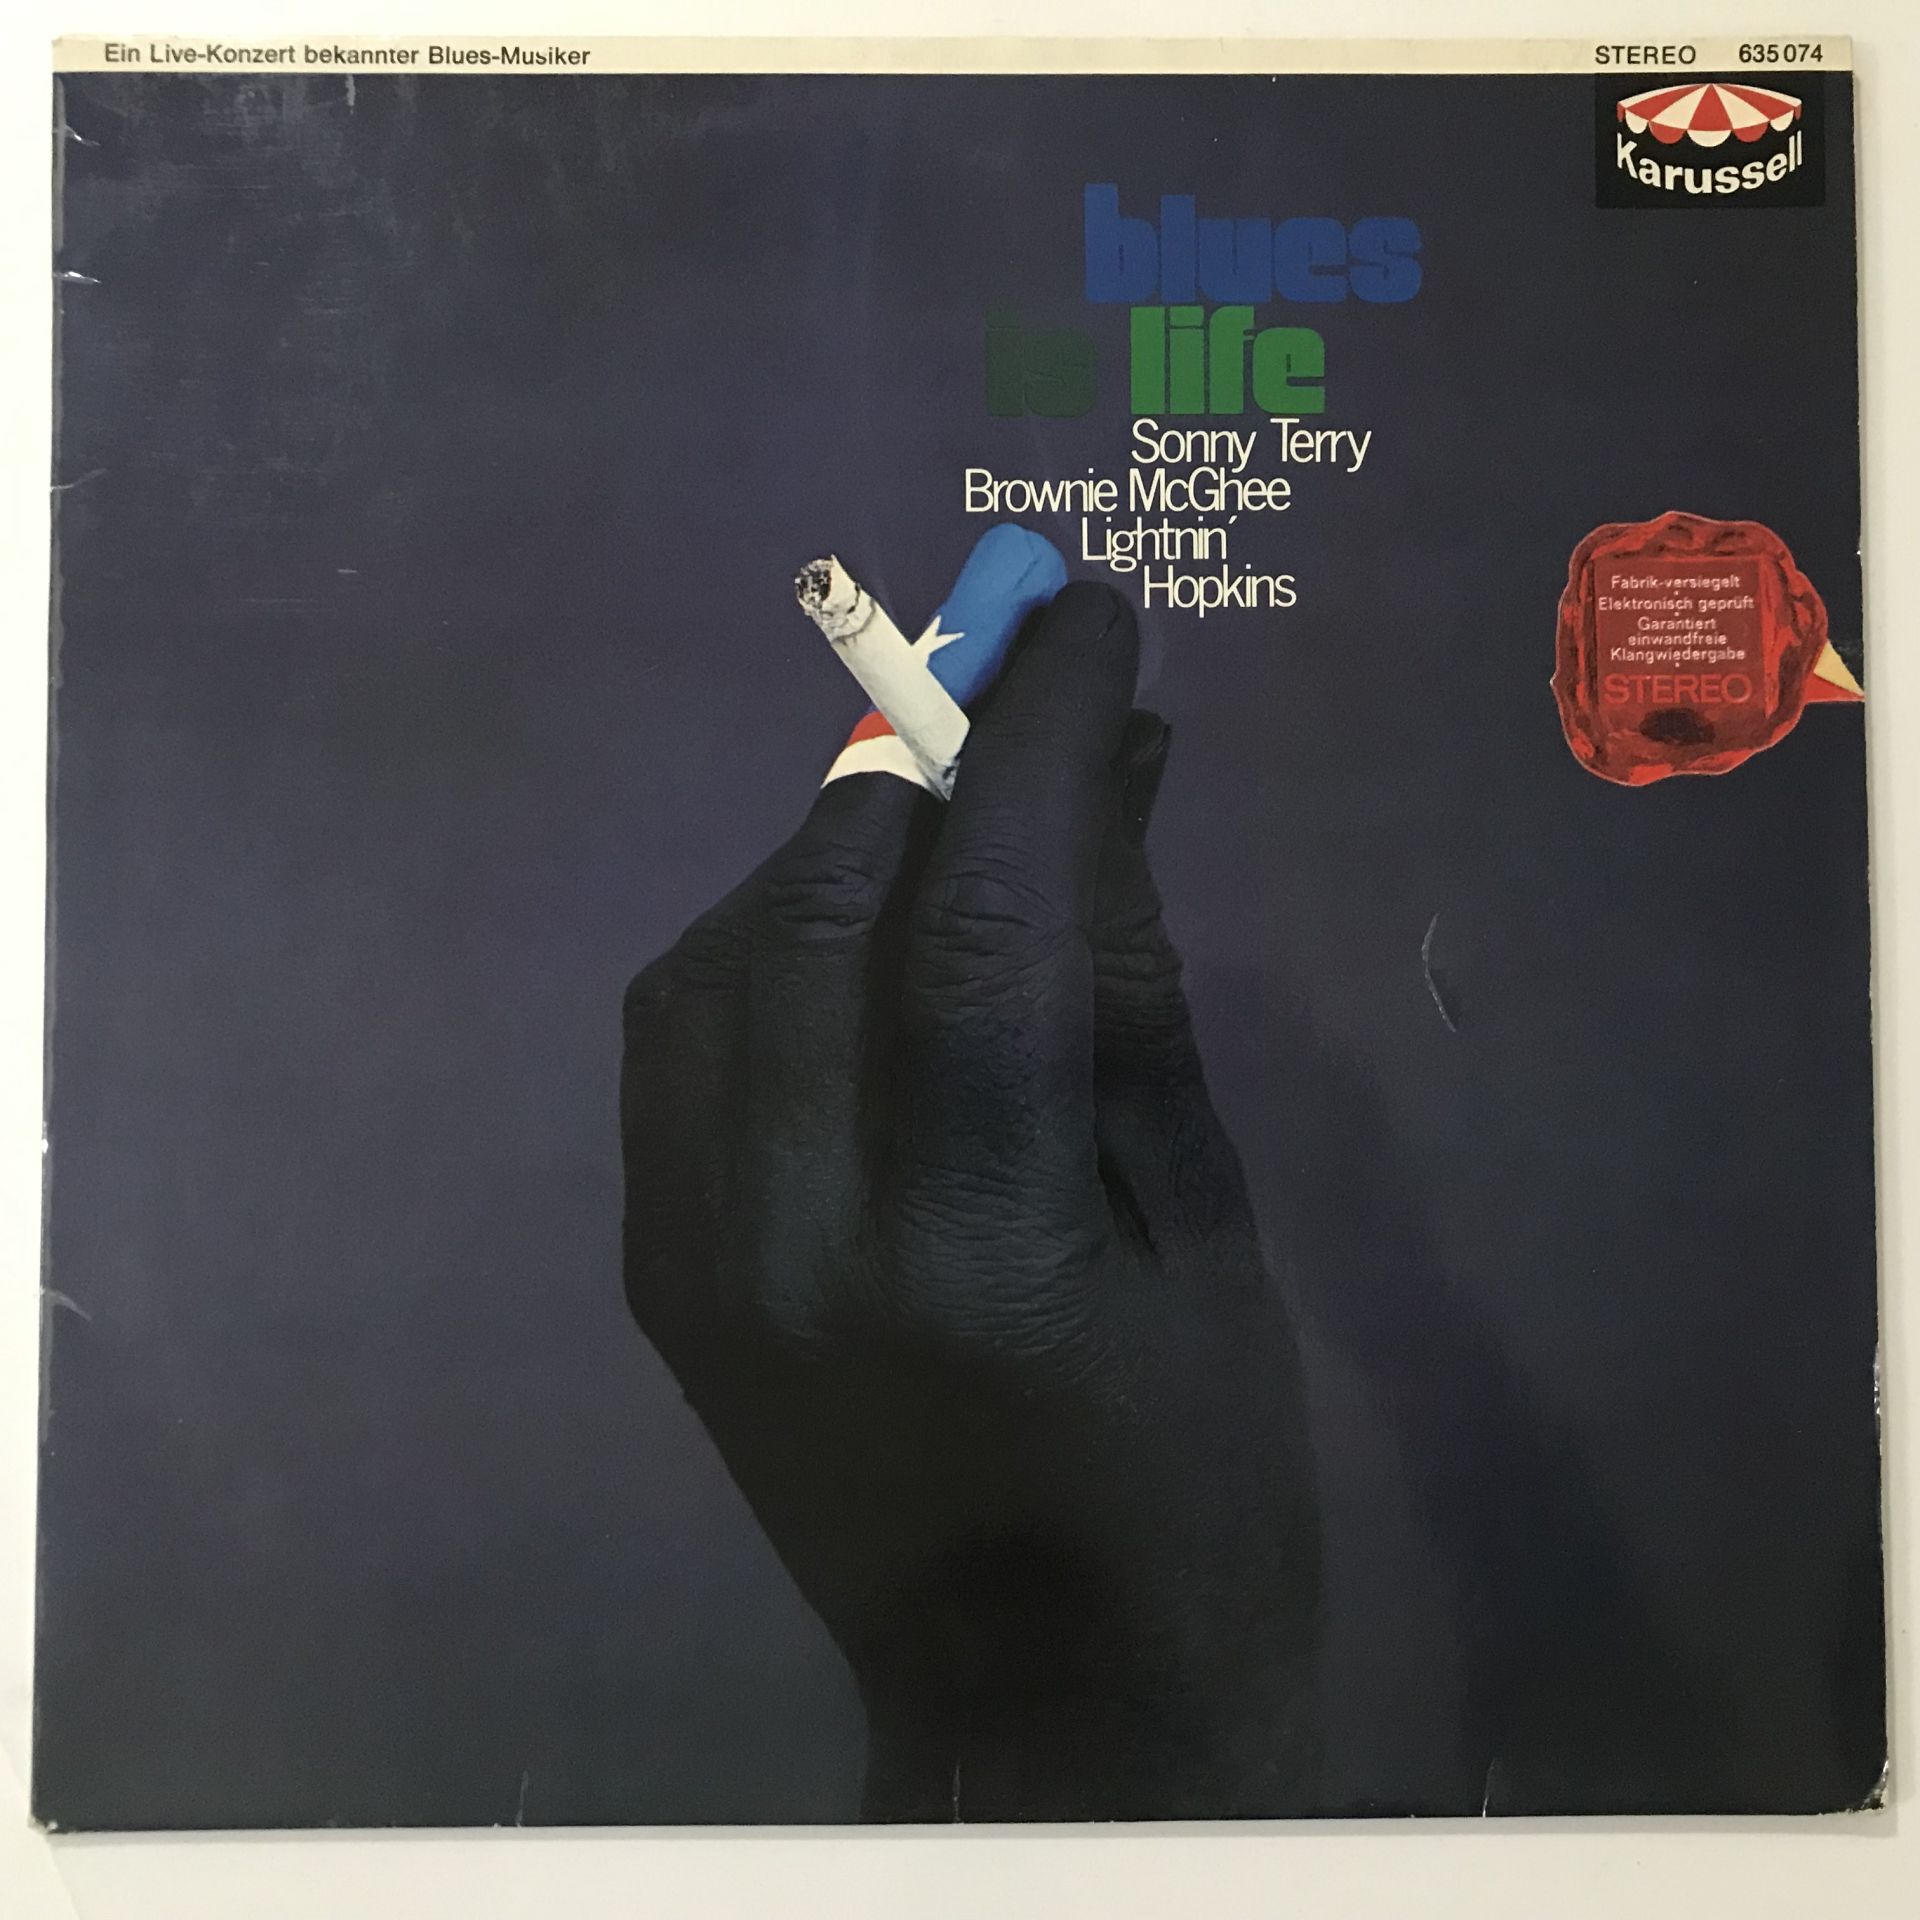 Ein Live-Konzert bekannter Blues-Musiker
STEREO 635 074
Karussell
blues
is life
Sonny Terry
Brownie McGhee
Lightnin'
Hopkins
Fabrik-versiegelt
Elektronisch geprüft
Garantiert
einwandfreie
Klangwiedergabe
STEREO